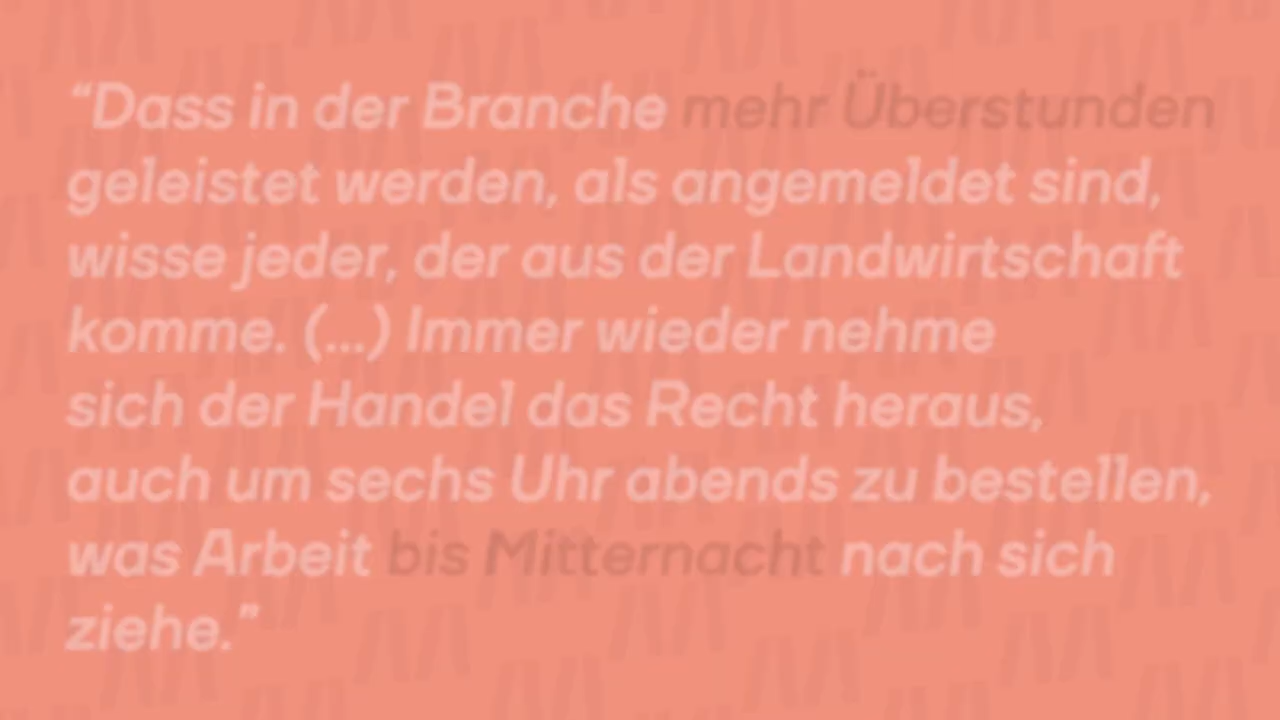 “Dass in der Branche mehr Überstunden
geleistet werden, als angemeldet sind,
wisse jeder, der aus der Landwirtschaft
komme. (...) Immer wieder nehme
sich der Handel das Recht heraus,
auch um sechs Uhr abends zu bestellen,
was Arbeit bis Mitternacht nach sich
ziehe.”